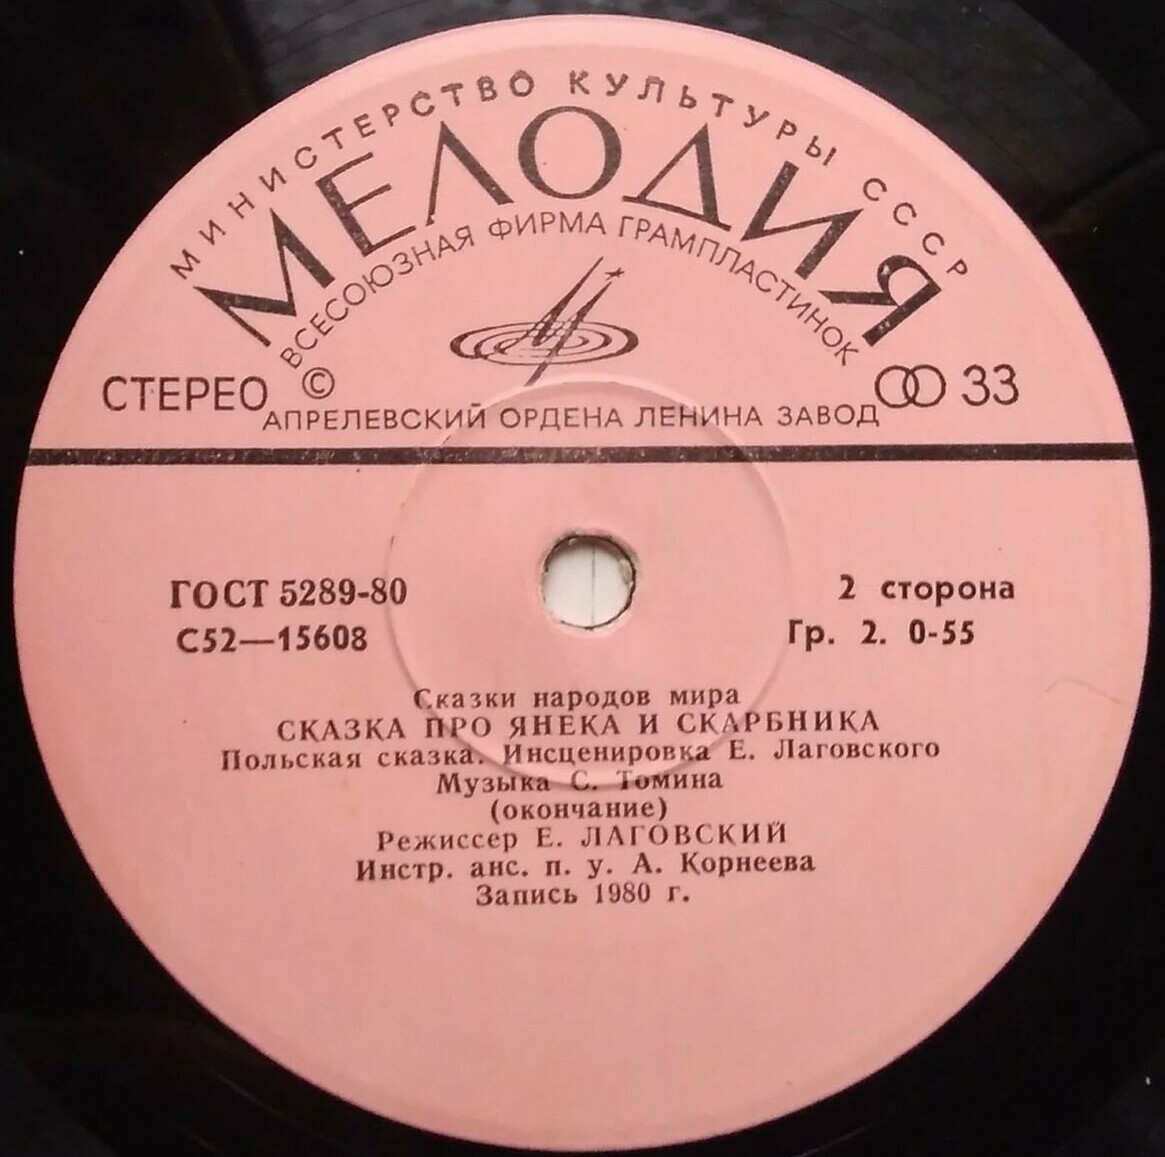 МИНИСТЕРСТВО КУЛЬТУРЫ СССР
МЕЛОДИЯ
ВСЕСОЮЗНАЯ ФИРМА ГРАМПЛАСТИНОК
СТЕРЕО © 33
АПРЕЛЕВСКИЙ ОРДЕНА ЛЕНИНА ЗАВОД
ГОСТ 5289-80 2 сторона
С52—15608 Гр. 2. 0-55
Сказки народов мира
СКАЗКА ПРО ЯНЕКА И СКАРБНИКА
Польская сказка. Инсценировка Е. Лаговского
Музыка С. Томина
(окончание)
Режиссер Е. ЛАГОВСКИЙ
Инстр. анс. п. у. А. Корнеева
Запись 1980 г.